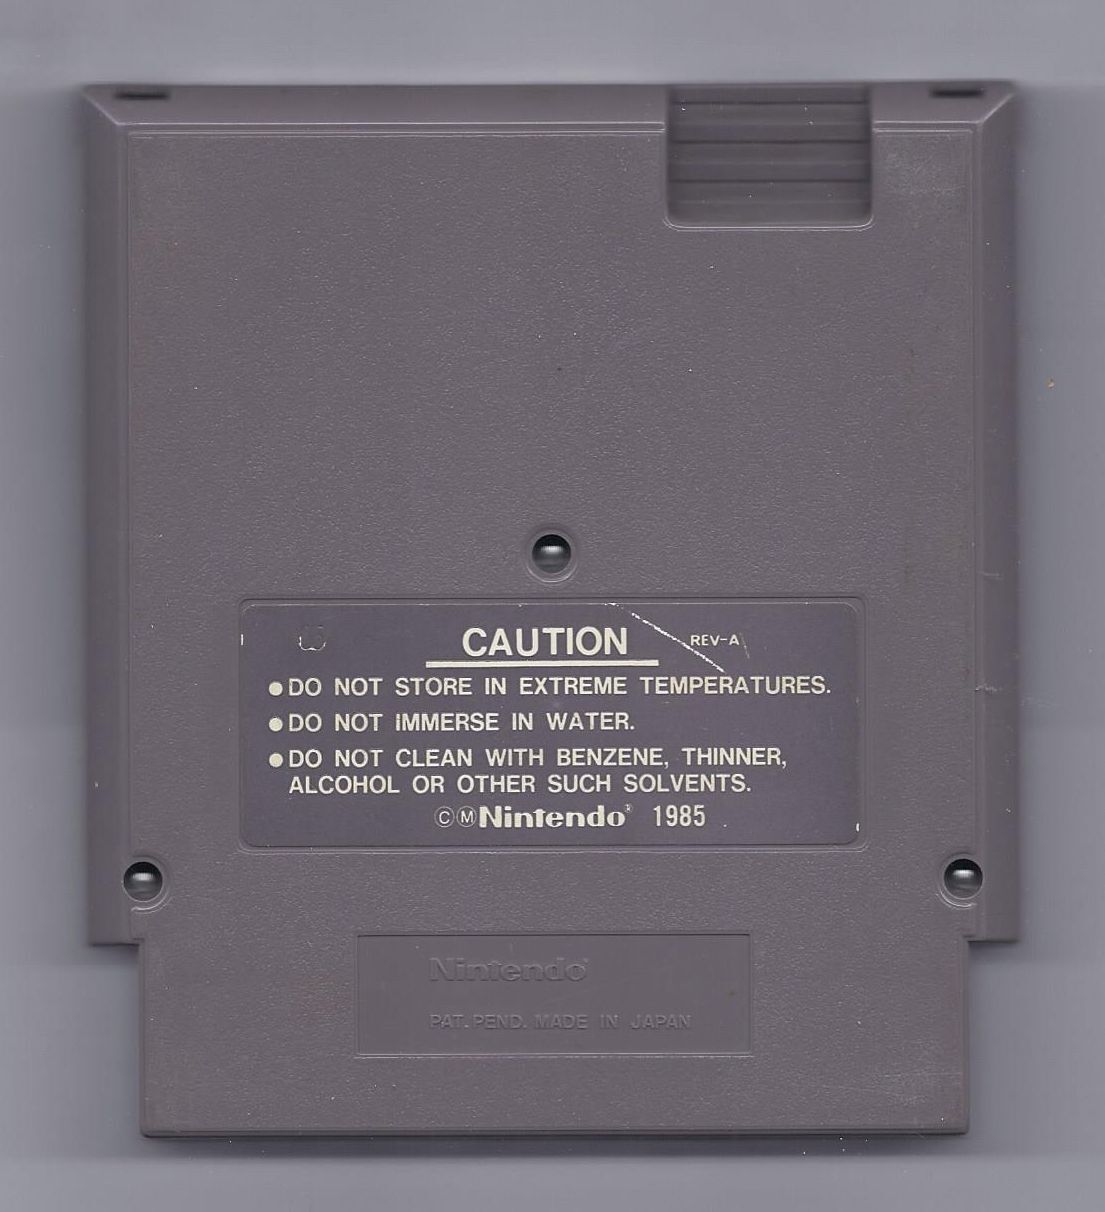 CAUTION REV-A
●DO NOT STORE IN EXTREME TEMPERATURES.
●DO NOT IMMERSE IN WATER.
●DO NOT CLEAN WITH BENZENE, THINNER,
ALCOHOL OR OTHER SUCH SOLVENTS.
©ⓂNintendo® 1985
Nintendo®
PAT. PEND. MADE IN JAPAN